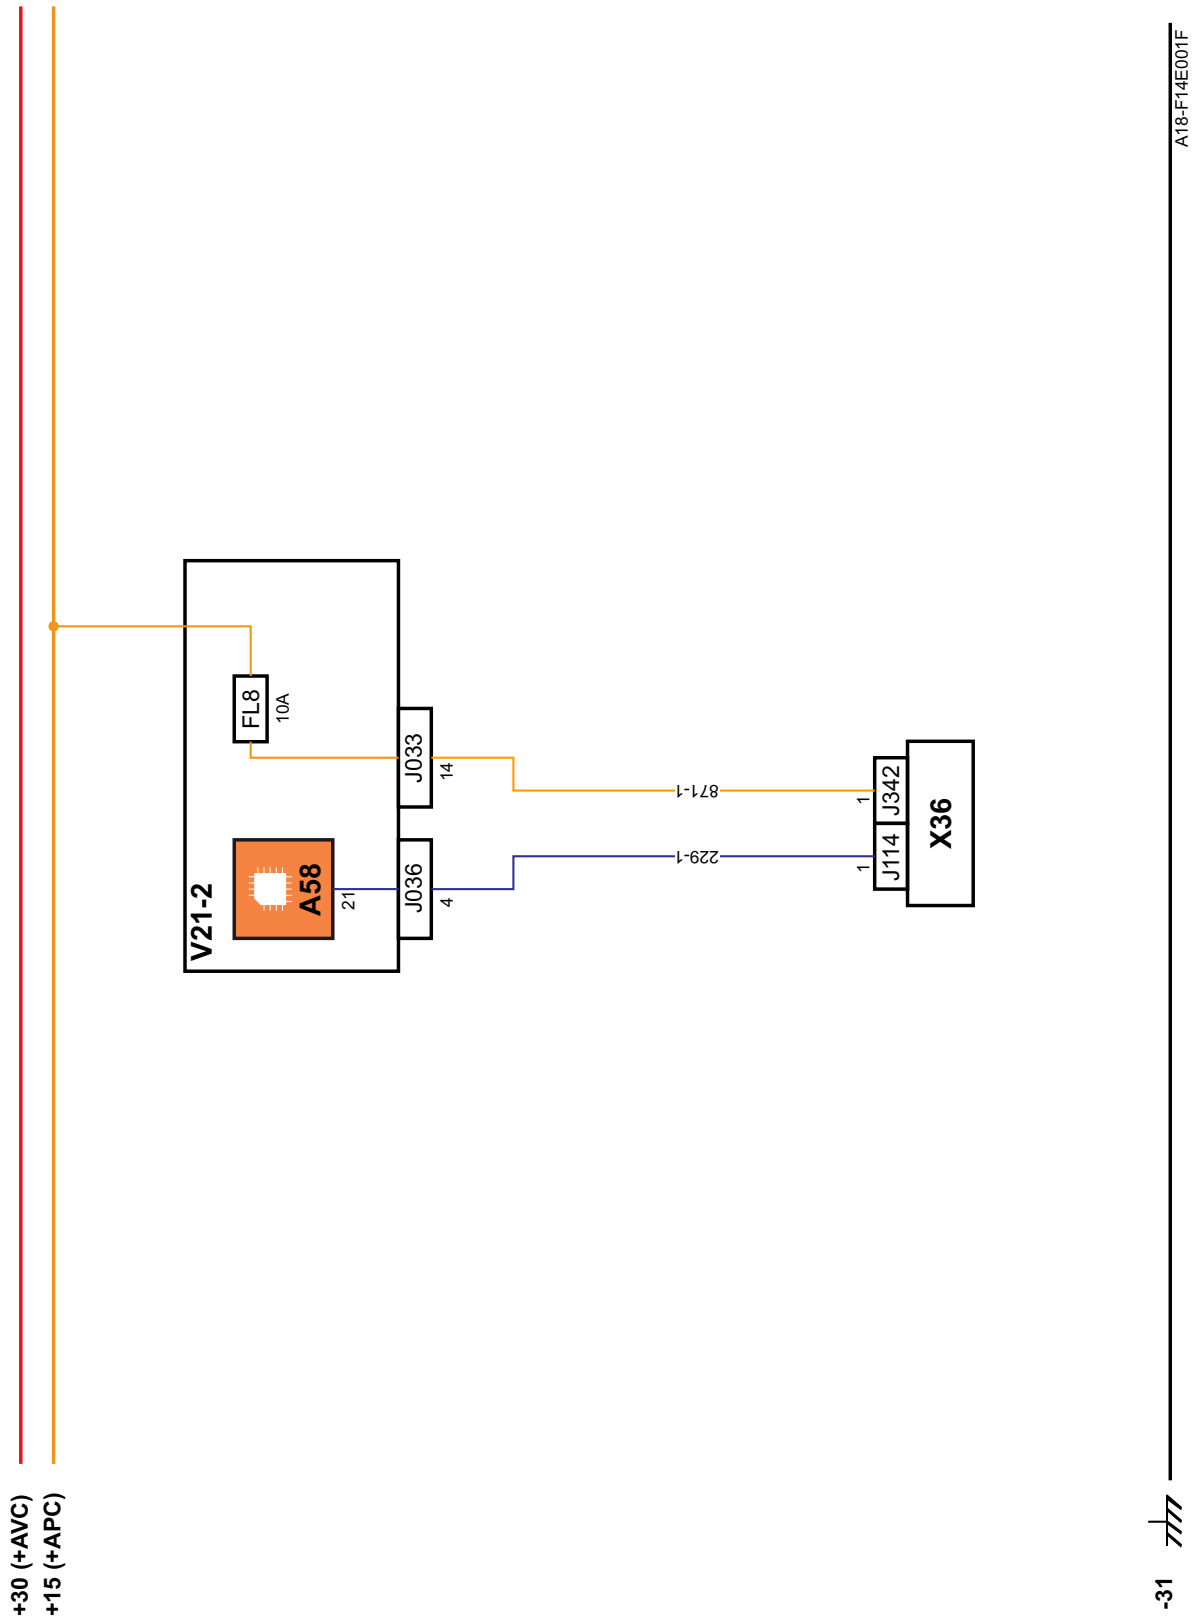 +30 (+AVC)
+15 (+APC)
V21-2
A58
21
FL8
10A
J036
4
J033
14
229-1
871-1
1
J114
1
J342
X36
-31
A18-F14E001F